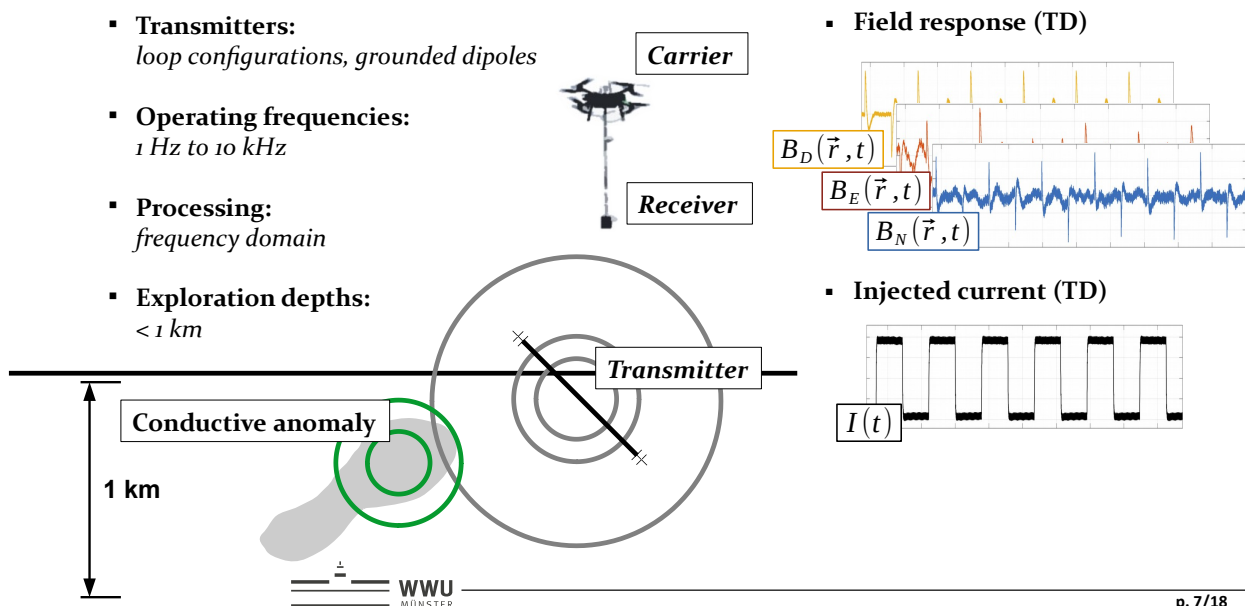 ▪ Transmitters:
loop configurations, grounded dipoles
▪ Operating frequencies:
1 Hz to 10 kHz
▪ Processing:
frequency domain
▪ Exploration depths:
< 1 km
Carrier
Receiver
Transmitter
Conductive anomaly
1 km
▪ Field response (TD)
B_D(r⃗,t)
B_E(r⃗,t)
B_N(r⃗,t)
▪ Injected current (TD)
I(t)
WWU
MÜNSTER
p. 7/18